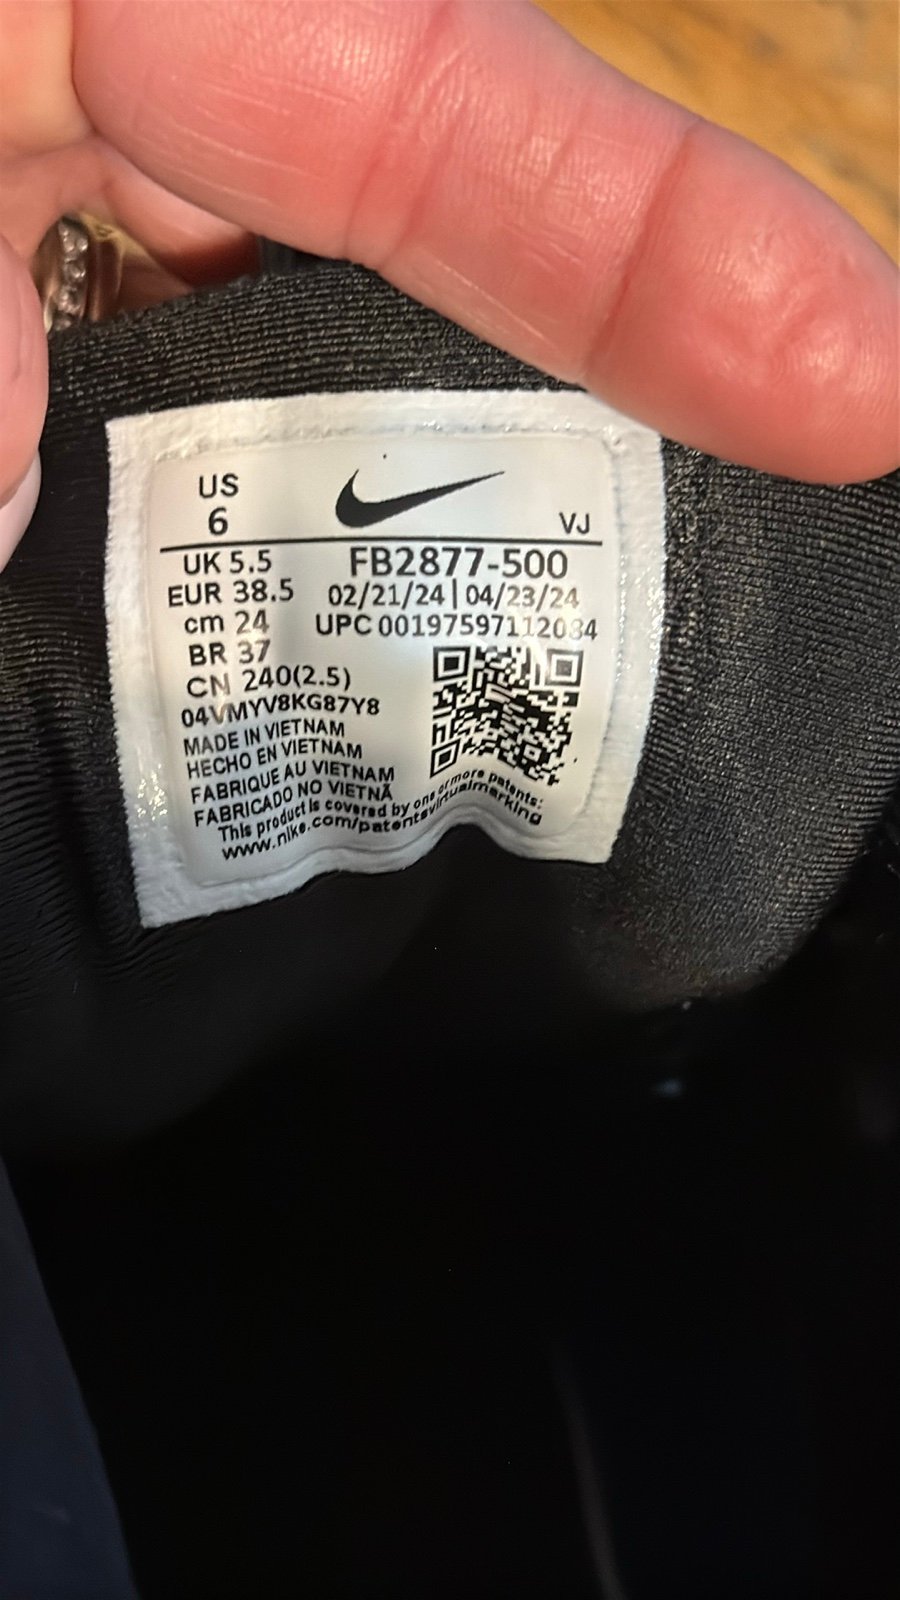 US
6
VJ
UK 5.5
FB2877-500
EUR 38.5
02/21/24 | 04/23/24
cm 24
UPC 00197597112084
BR 37
CN 240(2.5)
04VMYV8KG87Y8
MADE IN VIETNAM
HECHO EN VIETNAM
FABRIQUE AU VIETNAM
FABRICADO NO VIETNÃ
This product is covered by one or more patents:
www.nike.com/patentsvirtualmarking